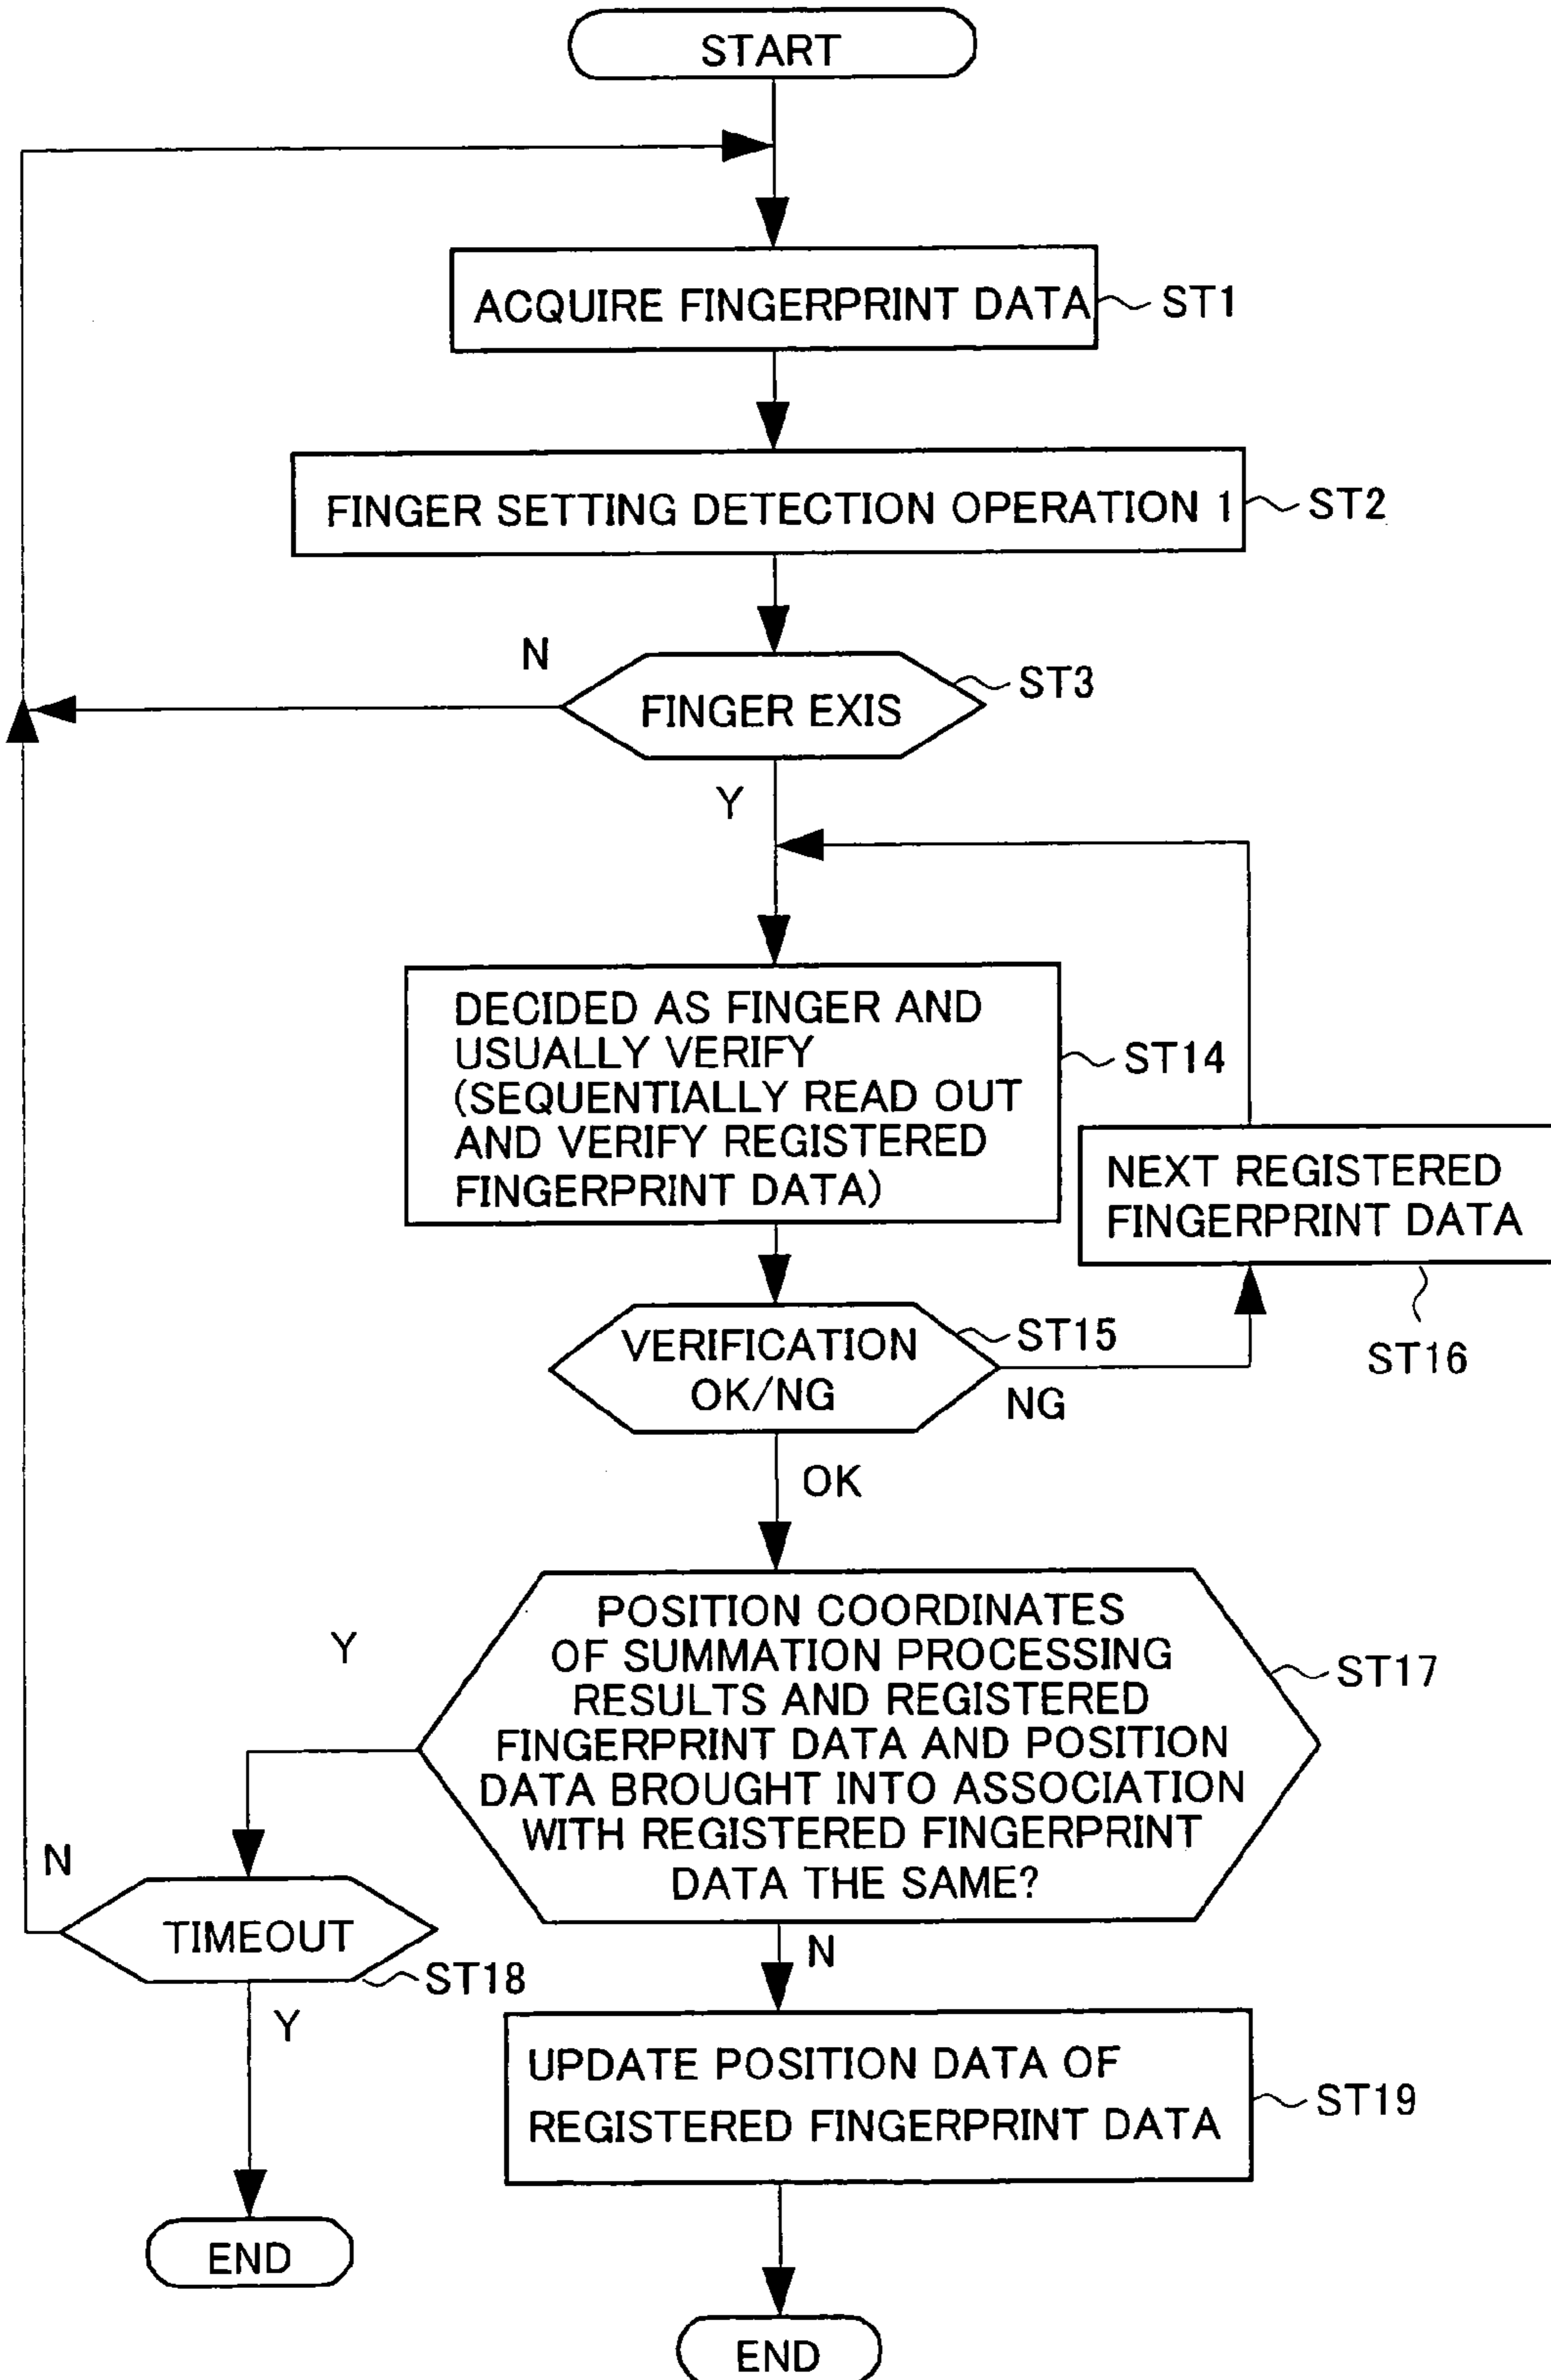 START
ACQUIRE FINGERPRINT DATA
ST1
FINGER SETTING DETECTION OPERATION 1
ST2
N
FINGER EXIS
ST3
Y
DECIDED AS FINGER AND
USUALLY VERIFY
(SEQUENTIALLY READ OUT
AND VERIFY REGISTERED
FINGERPRINT DATA)
ST14
NEXT REGISTERED
FINGERPRINT DATA
ST16
VERIFICATION
OK/NG
ST15
NG
OK
POSITION COORDINATES
OF SUMMATION PROCESSING
RESULTS AND REGISTERED
FINGERPRINT DATA AND POSITION
DATA BROUGHT INTO ASSOCIATION
WITH REGISTERED FINGERPRINT
DATA THE SAME?
ST17
Y
N
TIMEOUT
ST18
Y
N
UPDATE POSITION DATA OF
REGISTERED FINGERPRINT DATA
ST19
END
END